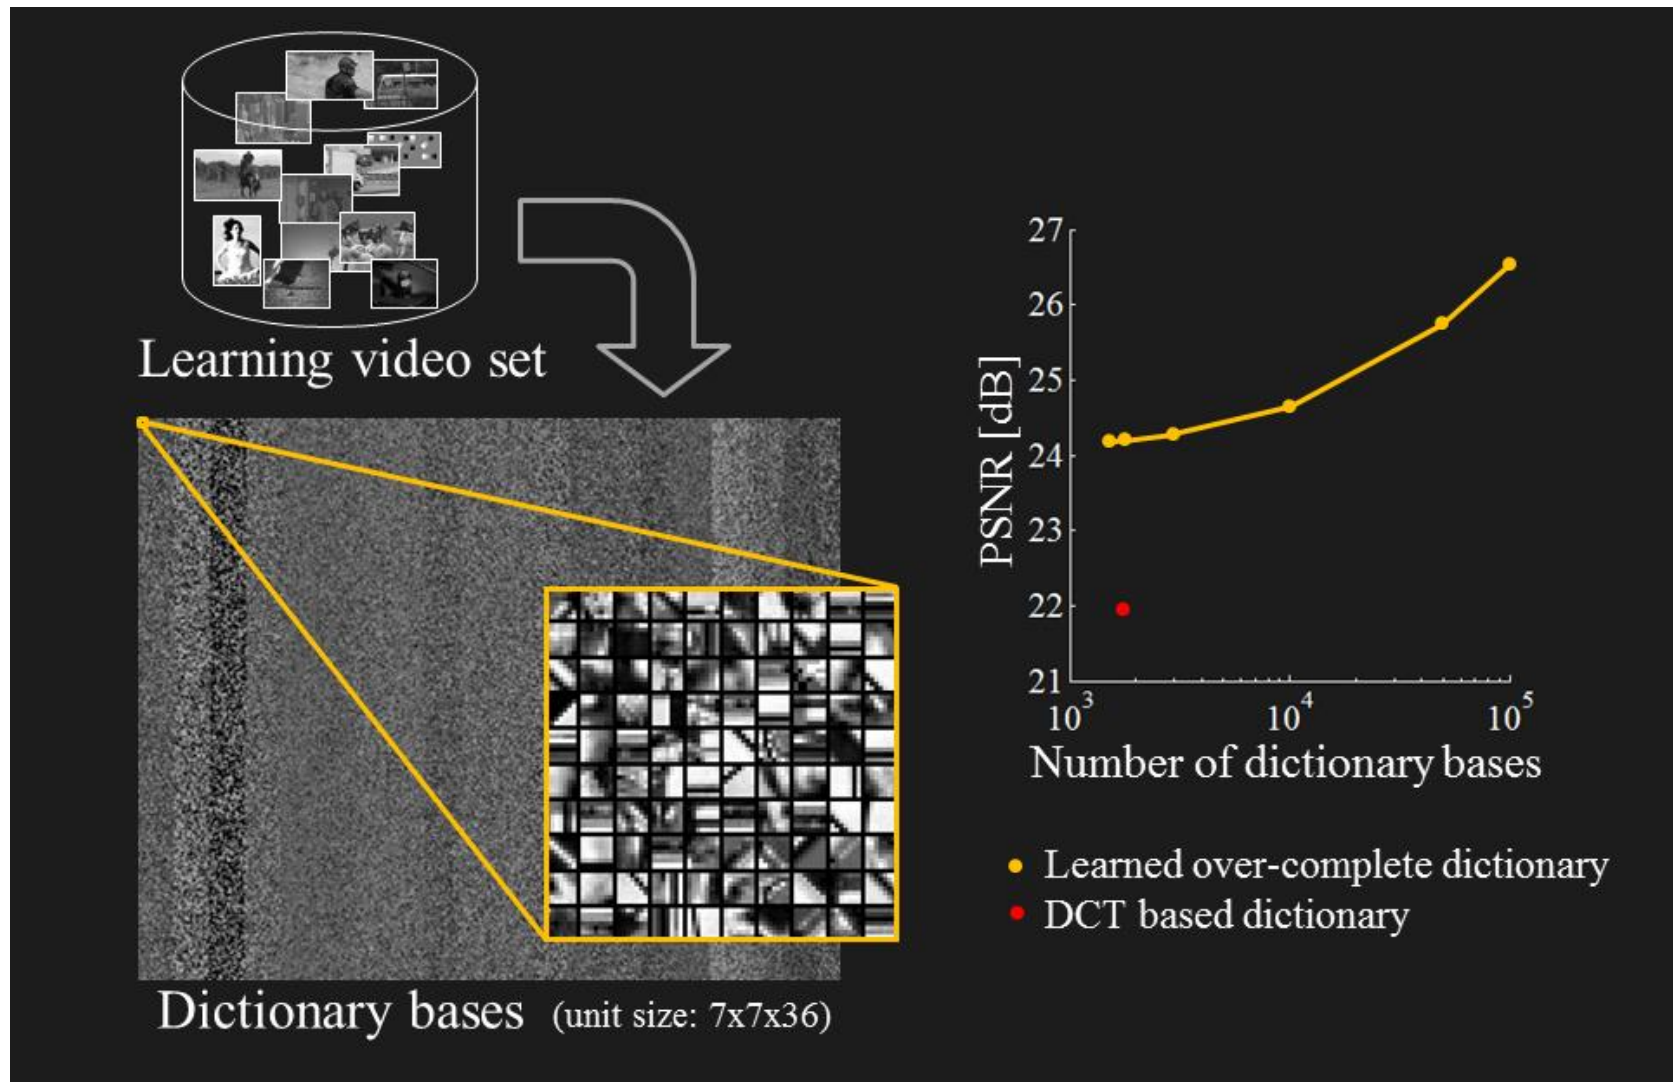 Learning video set
Dictionary bases (unit size: 7x7x36)
PSNR [dB]
27
26
25
24
23
22
21
10³ 10⁴ 10⁵
Number of dictionary bases
Learned over-complete dictionary
DCT based dictionary